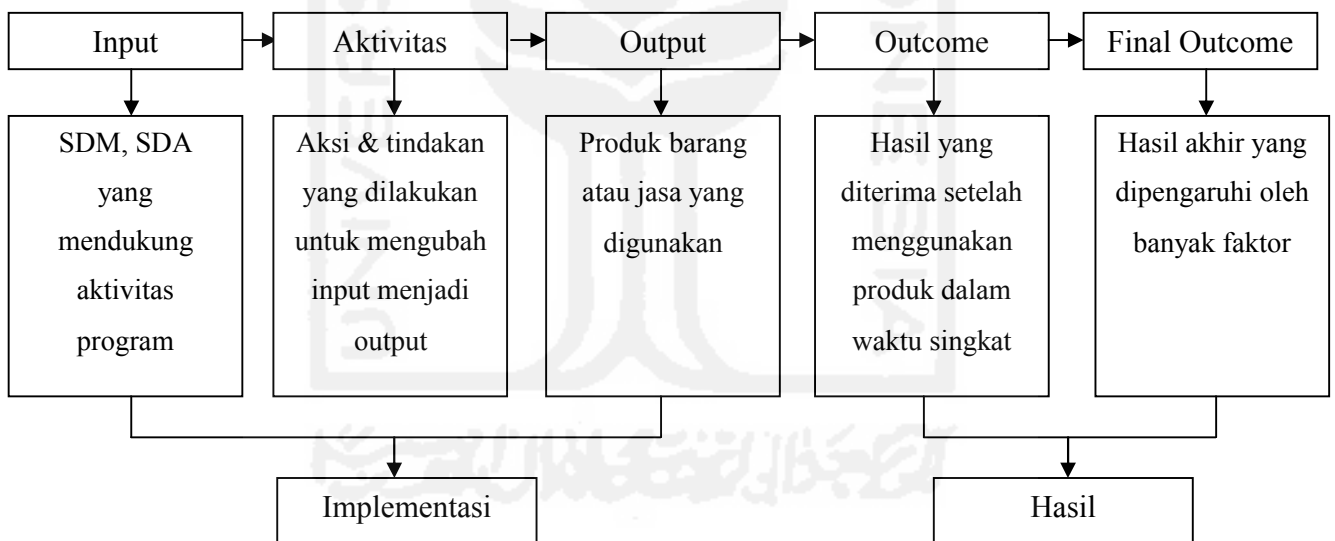 Input
Aktivitas
Output
Outcome
Final Outcome
SDM, SDA
yang
mendukung
aktivitas
program
Aksi & tindakan
yang dilakukan
untuk mengubah
input menjadi
output
Produk barang
atau jasa yang
digunakan
Hasil yang
diterima setelah
menggunakan
produk dalam
waktu singkat
Hasil akhir yang
dipengaruhi oleh
banyak faktor
Implementasi
Hasil